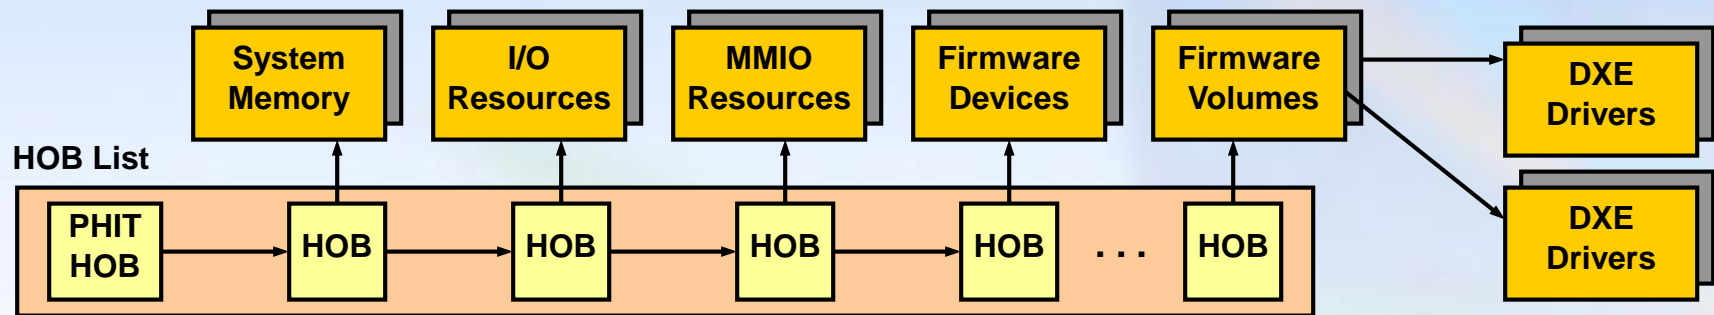 System
Memory
I/O
Resources
MMIO
Resources
Firmware
Devices
Firmware
Volumes
DXE
Drivers
HOB List
PHIT
HOB
HOB
HOB
HOB
HOB
. . .
HOB
DXE
Drivers